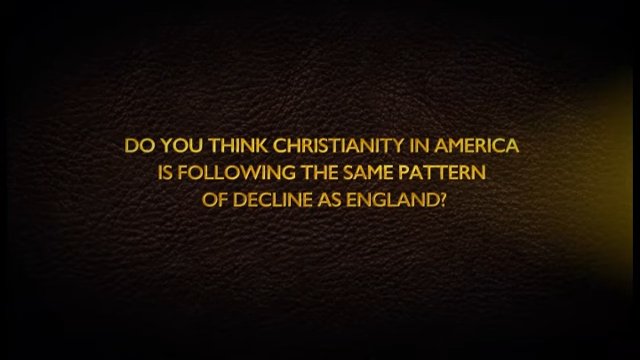 DO YOU THINK CHRISTIANITY IN AMERICA
IS FOLLOWING THE SAME PATTERN
OF DECLINE AS ENGLAND?